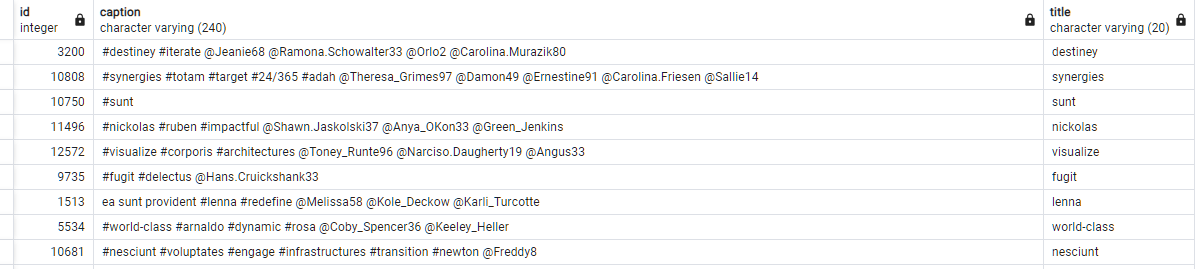 id caption title
integer character varying (240) character varying (20)
3200 #destiney #iterate @Jeanie68 @Ramona.Schowalter33 @Orlo2 @Carolina.Murazik80 destiney
10808 #synergies #totam #target #24/365 #adah @Theresa_Grimes97 @Damon49 @Ernestine91 @Carolina.Friesen @Sallie14 synergies
10750 #sunt sunt
11496 #nickolas #ruben #impactful @Shawn.Jaskolski37 @Anya_OKon33 @Green_Jenkins nickolas
12572 #visualize #corporis #architectures @Toney_Runte96 @Narciso.Daugherty19 @Angus33 visualize
9735 #fugit #delectus @Hans.Cruickshank33 fugit
1513 ea sunt provident #lenna #redefine @Melissa58 @Kole_Deckow @Karli_Turcotte lenna
5534 #world-class #arnaldo #dynamic #rosa @Coby_Spencer36 @Keeley_Heller world-class
10681 #nesciunt #voluptates #engage #infrastructures #transition #newton @Freddy8 nesciunt